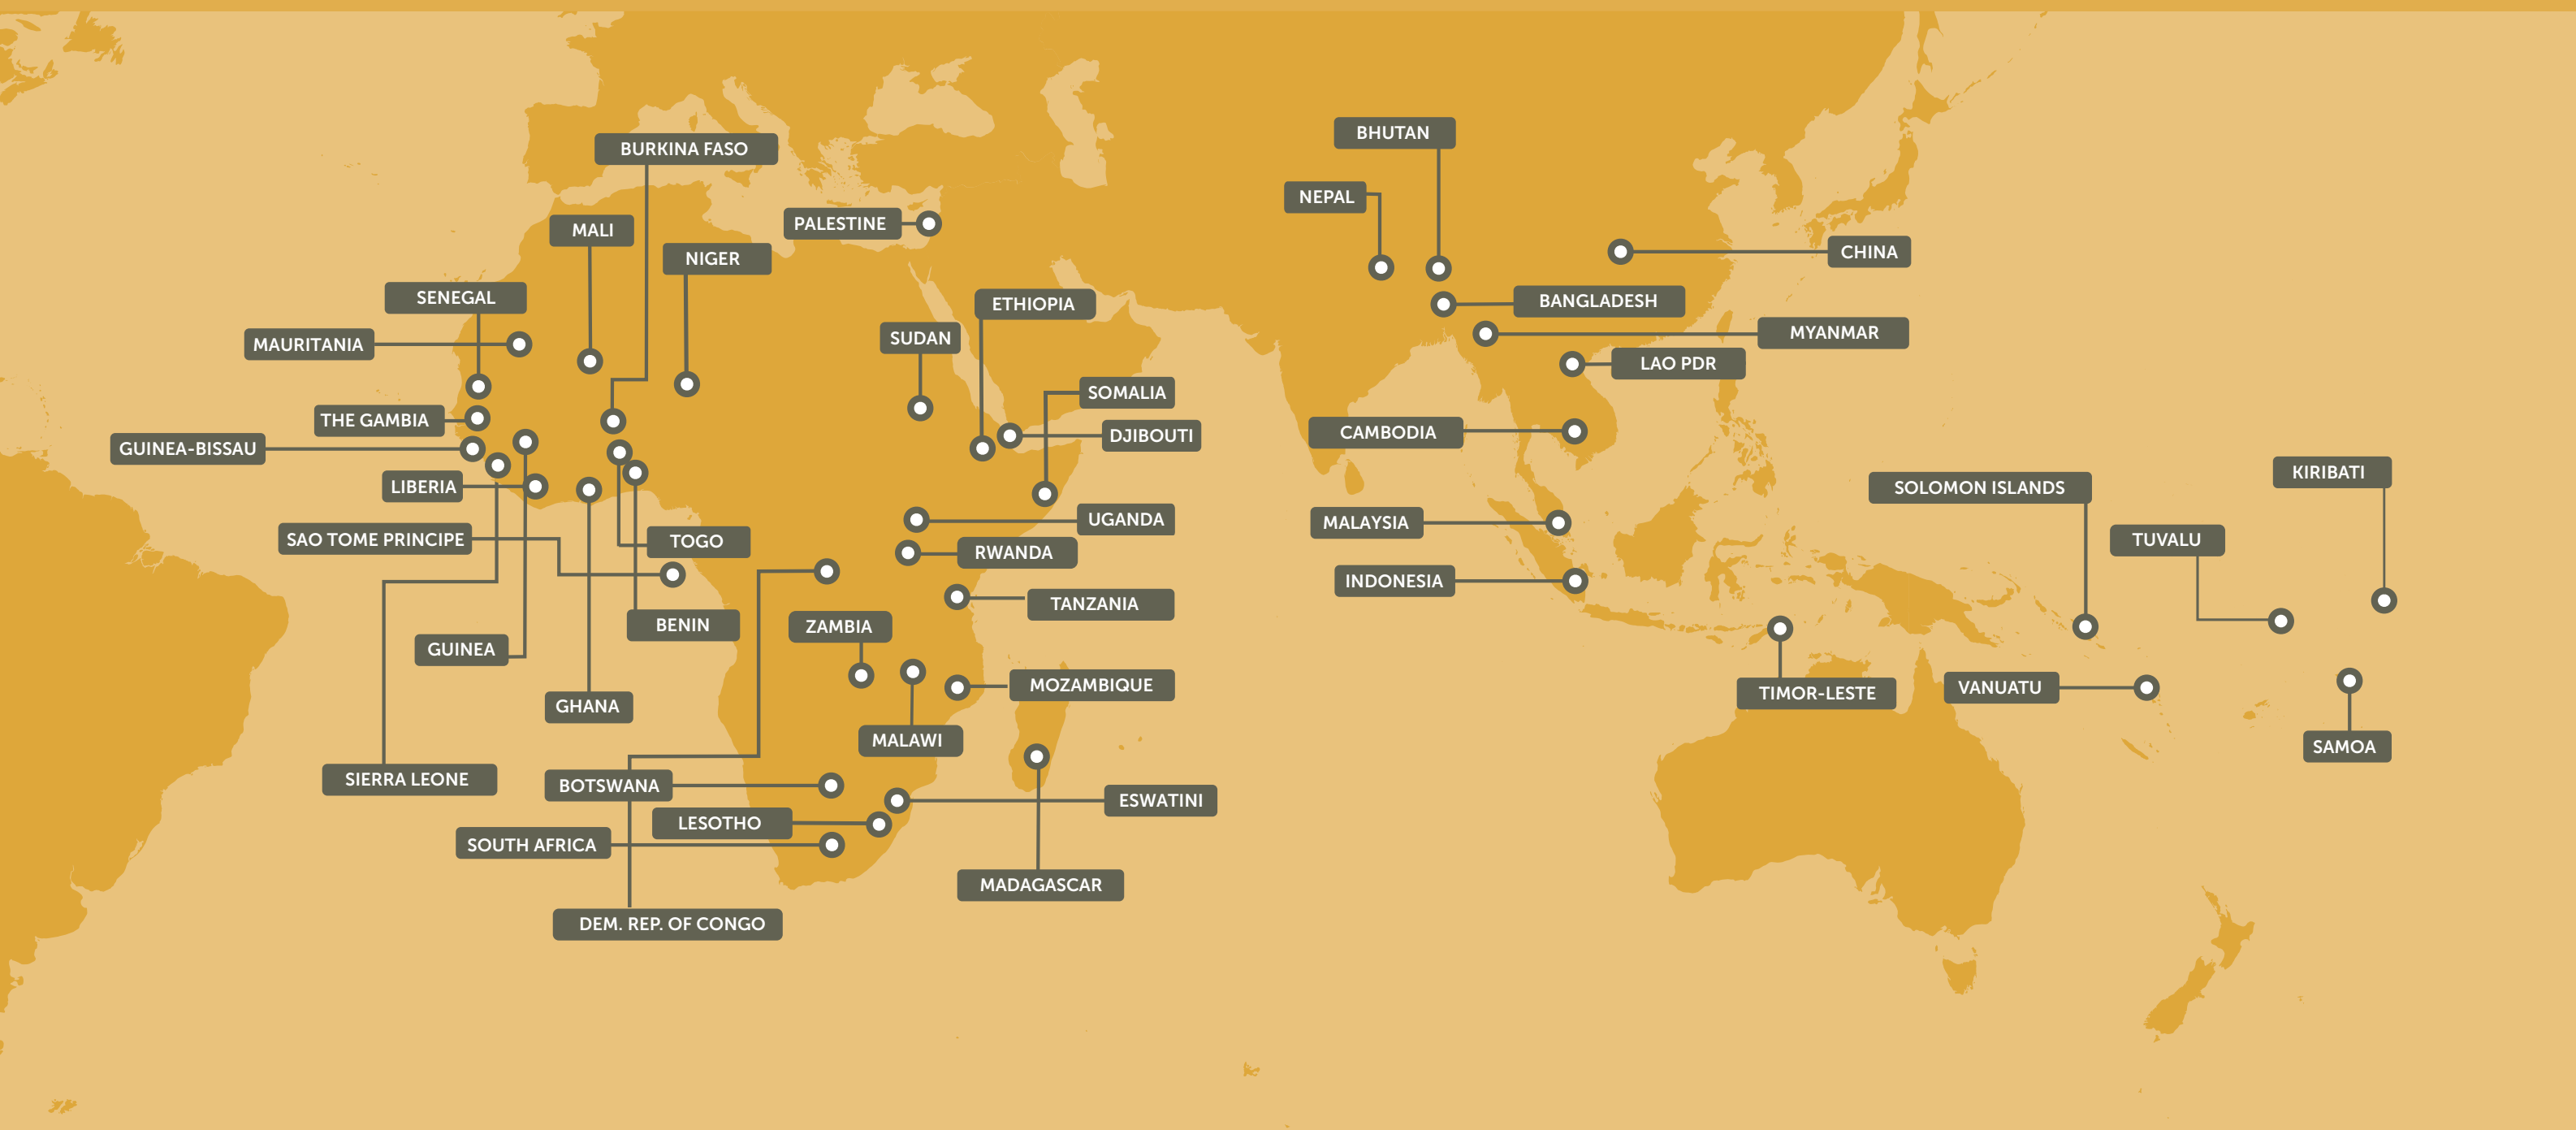 BHUTAN
BURKINA FASO
NEPAL
PALESTINE
MALI
CHINA
NIGER
SENEGAL
BANGLADESH
ETHIOPIA
MYANMAR
SUDAN
MAURITANIA
LAO PDR
SOMALIA
THE GAMBIA
CAMBODIA
DJIBOUTI
GUINEA-BISSAU
KIRIBATI
LIBERIA
SOLOMON ISLANDS
UGANDA
MALAYSIA
SAO TOME PRINCIPE
TOGO
TUVALU
RWANDA
INDONESIA
TANZANIA
BENIN
ZAMBIA
GUINEA
MOZAMBIQUE
VANUATU
TIMOR-LESTE
GHANA
MALAWI
SAMOA
SIERRA LEONE
BOTSWANA
ESWATINI
LESOTHO
SOUTH AFRICA
MADAGASCAR
DEM. REP. OF CONGO